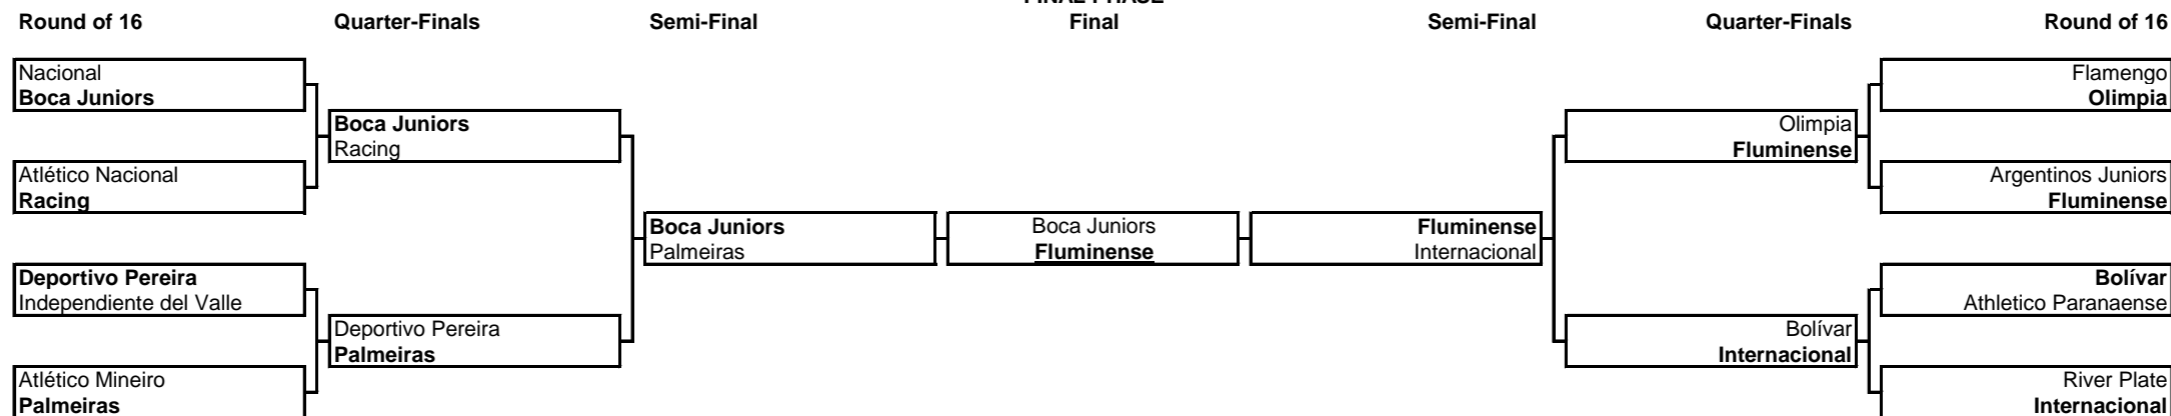 FINAL PHASE
Round of 16
Quarter-Finals
Semi-Final
Final
Semi-Final
Quarter-Finals
Round of 16
Nacional
Boca Juniors
Atlético Nacional
Racing
Deportivo Pereira
Independiente del Valle
Atlético Mineiro
Palmeiras
Boca Juniors
Racing
Deportivo Pereira
Palmeiras
Boca Juniors
Palmeiras
Boca Juniors
Fluminense
Fluminense
Internacional
Olimpia
Fluminense
Bolívar
Internacional
Flamengo
Olimpia
Argentinos Juniors
Fluminense
Bolívar
Athletico Paranaense
River Plate
Internacional